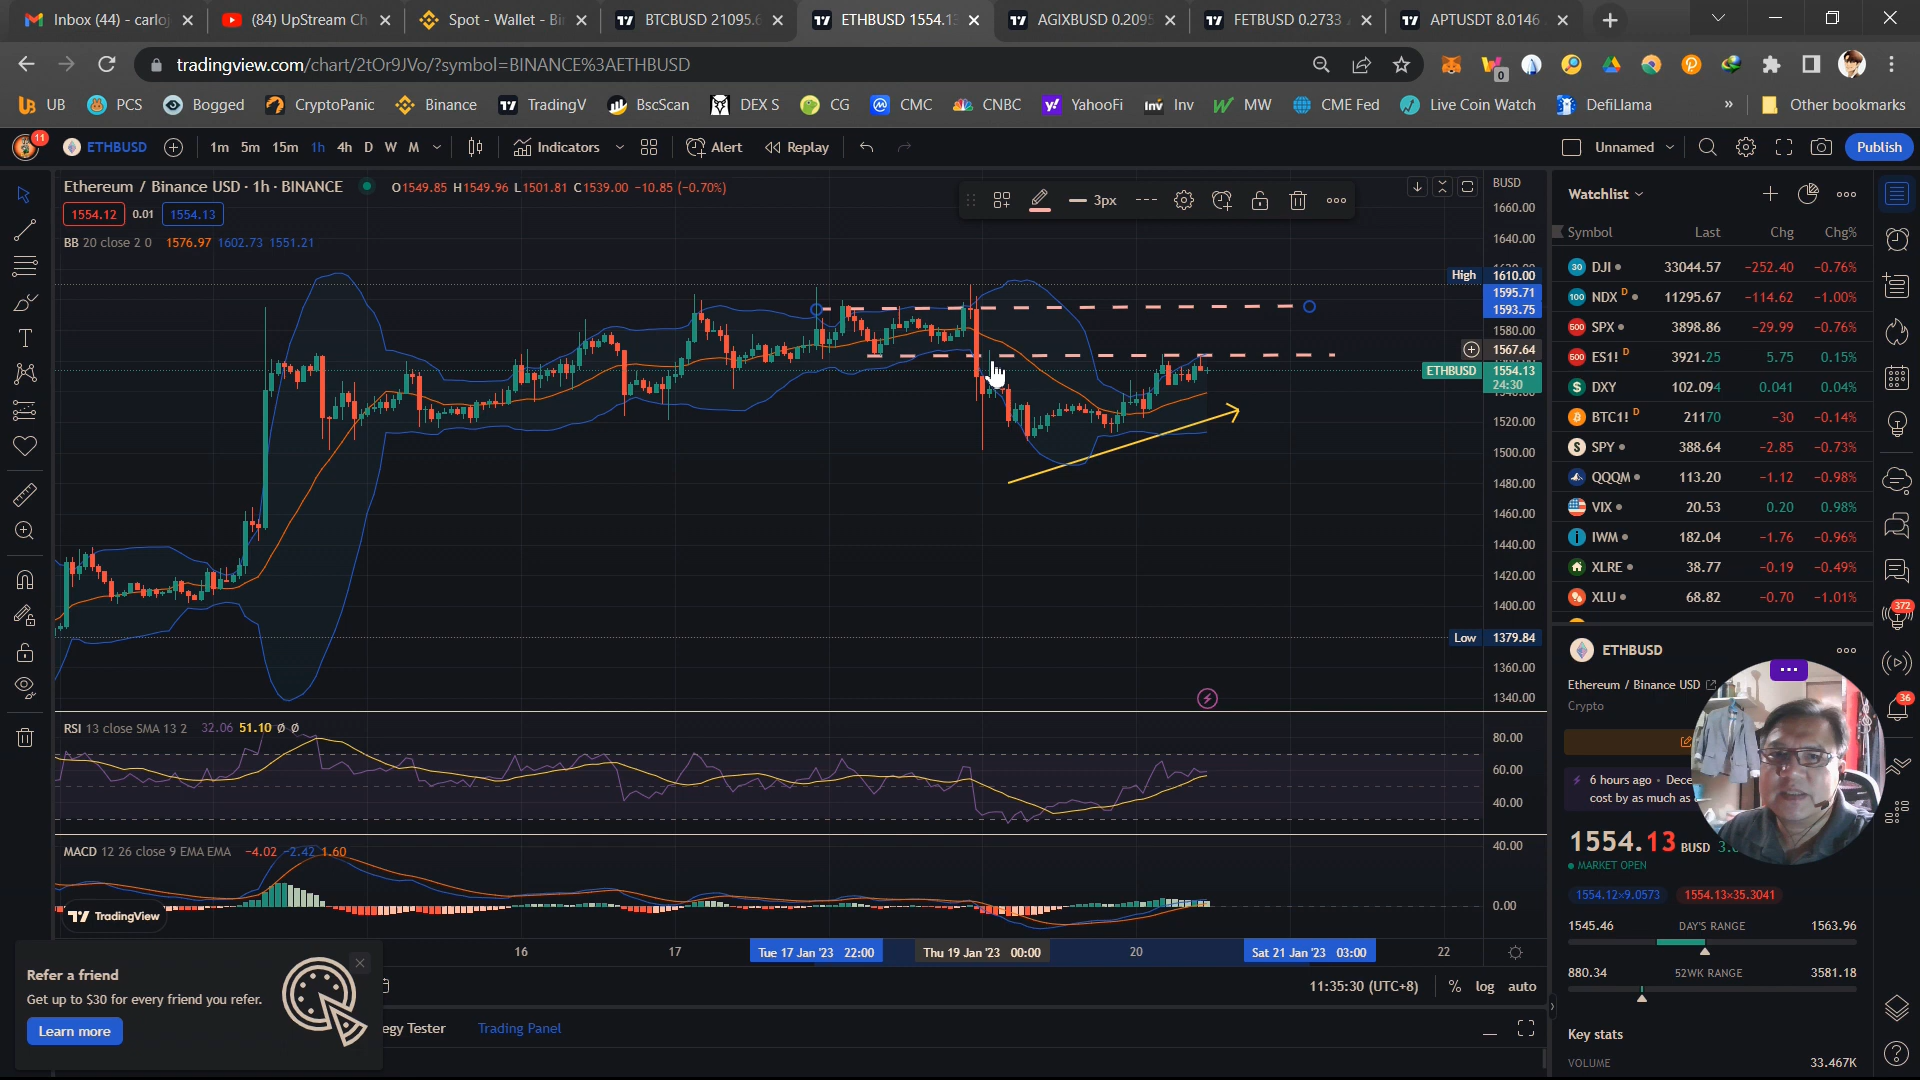 Inbox (44) - carloj
(84) UpStream Ch
Spot - Wallet - Bi
BTCBUSD 21095.6
ETHBUSD 1554.13
AGIXBUSD 0.2095
FETBUSD 0.2733
APTUSDT 8.0146
tradingview.com/chart/2tOr9JVo/?symbol=BINANCE%3AETHBUSD
0
UB
PCS
Bogged
CryptoPanic
Binance
TradingV
BscScan
DEX S
CG
CMC
CNBC
YahooFi
Inv
MW
CME Fed
Live Coin Watch
DefiLlama
»
Other bookmarks
11
ETHBUSD
1m 5m 15m 1h 4h D W M
Indicators
Alert
Replay
Unnamed
Publish
Ethereum / Binance USD · 1h · BINANCE
O1549.85 H1549.96 L1501.81 C1539.00 −10.85 (−0.70%)
1554.12 0.01 1554.13
BB 20 close 2 0 1576.97 1602.73 1551.21
3px
BUSD
1660.00
1640.00
High 1610.00
1595.71
1593.75
1580.00
1567.64
ETHBUSD 1554.13
24:30
1520.00
1500.00
1480.00
1460.00
1440.00
1420.00
1400.00
Low 1379.84
1360.00
1340.00
RSI 13 close SMA 13 2 32.06 51.10 Ø Ø
80.00
60.00
40.00
MACD 12 26 close 9 EMA EMA −4.02 −2.42 1.60
40.00
0.00
TradingView
16
17
Tue 17 Jan '23 22:00
Thu 19 Jan '23 00:00
20
Sat 21 Jan '23 03:00
22
11:35:30 (UTC+8)
% log auto
egy Tester
Trading Panel
Refer a friend
Get up to $30 for every friend you refer.
Learn more
Watchlist
Symbol Last Chg Chg%
DJI 33044.57 −252.40 −0.76%
NDX D 11295.67 −114.62 −1.00%
SPX 3898.86 −29.99 −0.76%
ES1! D 3921.25 5.75 0.15%
DXY 102.094 0.041 0.04%
BTC1! D 21170 −30 −0.14%
SPY 388.64 −2.85 −0.73%
QQQM 113.20 −1.12 −0.98%
VIX 20.53 0.20 0.98%
IWM 182.04 −1.76 −0.96%
XLRE 38.77 −0.19 −0.49%
XLU 68.82 −0.70 −1.01%
372
36
ETHBUSD
Ethereum / Binance USD
Crypto
6 hours ago · Dece
cost by as much as
1554.13 BUSD
MARKET OPEN
1554.12×9.0573 1554.13×35.3041
1545.46 DAY'S RANGE 1563.96
880.34 52WK RANGE 3581.18
Key stats
VOLUME 33.467K